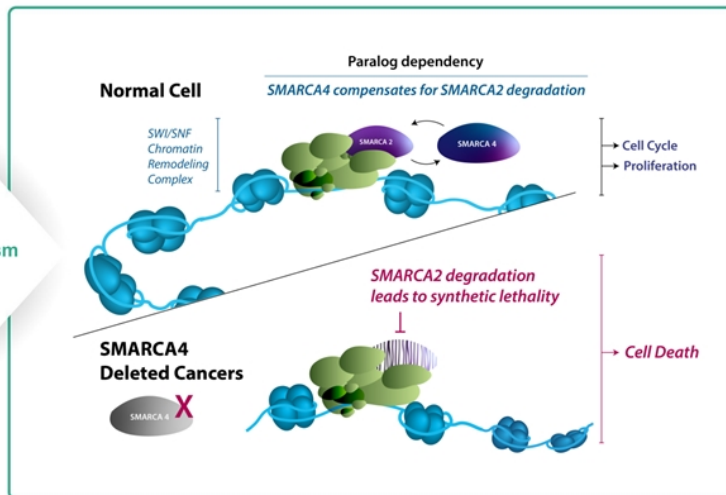 Paralog dependency
Normal Cell
SMARCA4 compensates for SMARCA2 degradation
SWI/SNF
Chromatin
Remodeling
Complex
SMARCA 2
SMARCA 4
Cell Cycle
Proliferation
sm
SMARCA2 degradation
leads to synthetic lethality
SMARCA4
Deleted Cancers
Cell Death
SMARCA 4
X